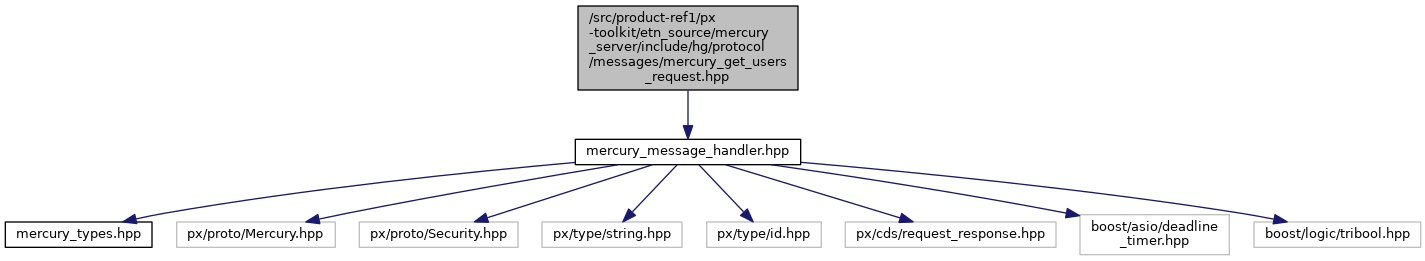 /src/product-ref1/px
-toolkit/etn_source/mercury
_server/include/hg/protocol
/messages/mercury_get_users
_request.hpp
mercury_message_handler.hpp
mercury_types.hpp
px/proto/Mercury.hpp
px/proto/Security.hpp
px/type/string.hpp
px/type/id.hpp
px/cds/request_response.hpp
boost/asio/deadline
_timer.hpp
boost/logic/tribool.hpp